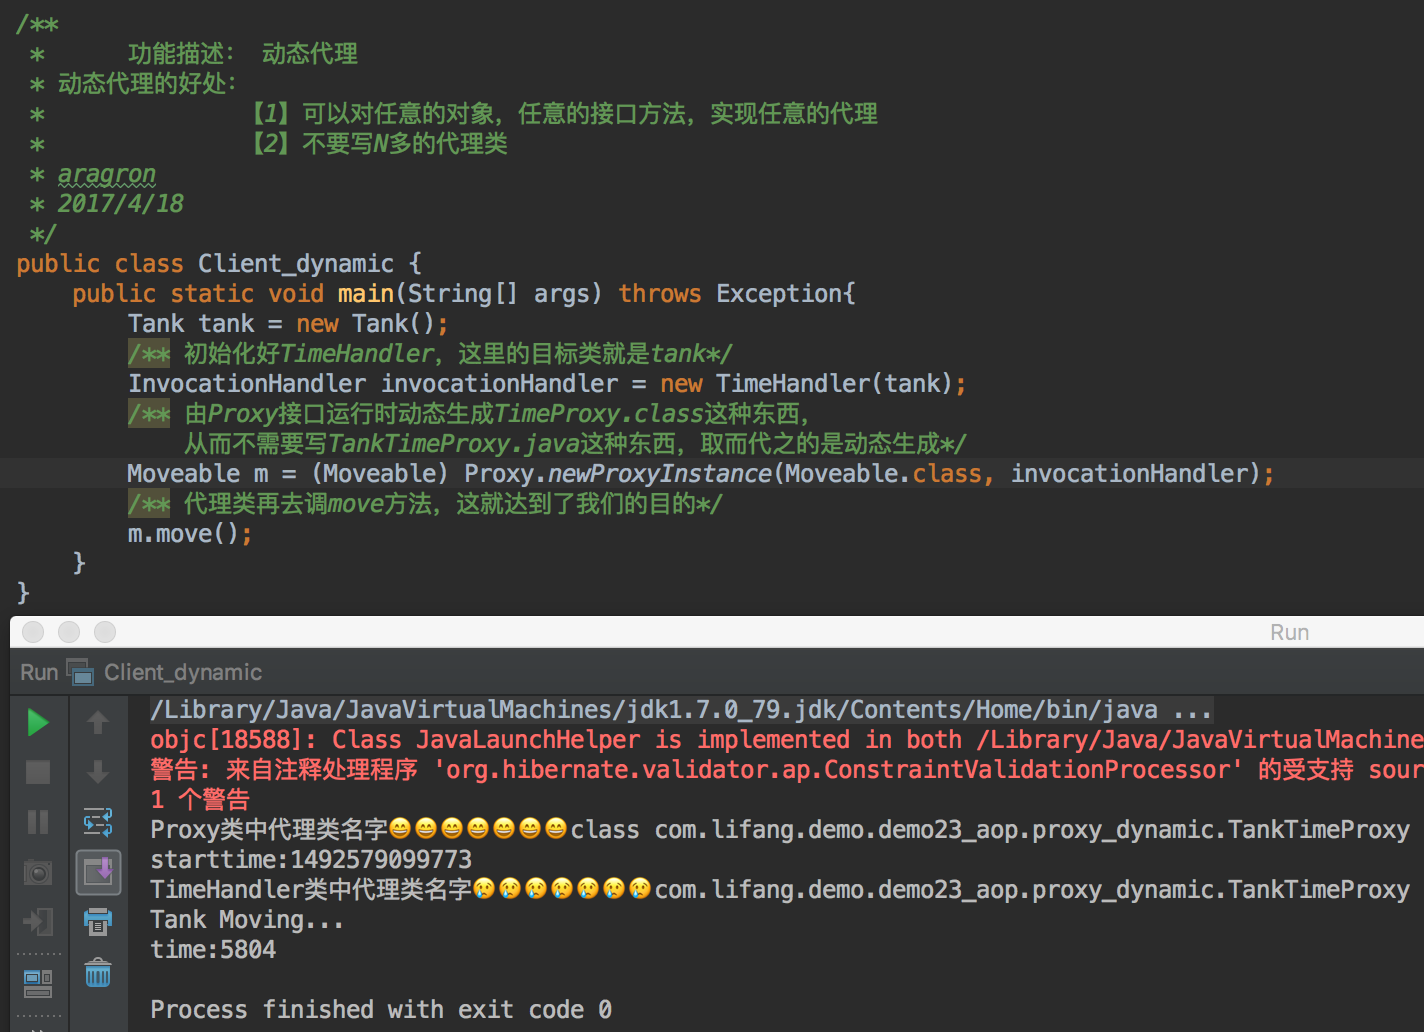 /**
 *      功能描述： 动态代理
 * 动态代理的好处：
 *              【1】可以对任意的对象，任意的接口方法，实现任意的代理
 *              【2】不要写N多的代理类
 * aragron
 * 2017/4/18
 */
public class Client_dynamic {
    public static void main(String[] args) throws Exception{
        Tank tank = new Tank();
        /** 初始化好TimeHandler，这里的目标类就是tank*/
        InvocationHandler invocationHandler = new TimeHandler(tank);
        /** 由Proxy接口运行时动态生成TimeProxy.class这种东西，
            从而不需要写TankTimeProxy.java这种东西，取而代之的是动态生成*/
        Moveable m = (Moveable) Proxy.newProxyInstance(Moveable.class, invocationHandler);
        /** 代理类再去调move方法，这就达到了我们的目的*/
        m.move();
    }
}
Run
Run Client_dynamic
/Library/Java/JavaVirtualMachines/jdk1.7.0_79.jdk/Contents/Home/bin/java ...
objc[18588]: Class JavaLaunchHelper is implemented in both /Library/Java/JavaVirtualMachine
警告: 来自注释处理程序 'org.hibernate.validator.ap.ConstraintValidationProcessor' 的受支持 sour
1 个警告
Proxy类中代理类名字😄😄😄😄😄😄😄class com.lifang.demo.demo23_aop.proxy_dynamic.TankTimeProxy
starttime:1492579099773
TimeHandler类中代理类名字😢😢😢😢😢😢😢com.lifang.demo.demo23_aop.proxy_dynamic.TankTimeProxy
Tank Moving...
time:5804
Process finished with exit code 0